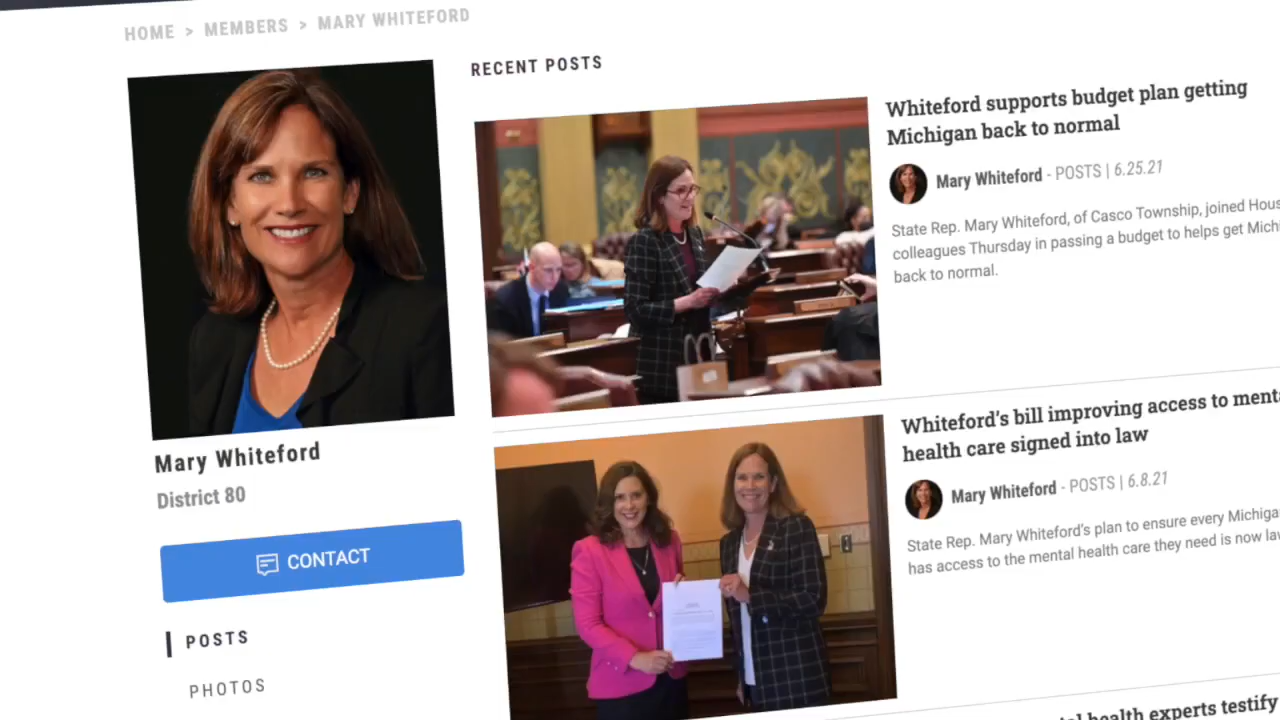 HOME > MEMBERS > MARY WHITEFORD
RECENT POSTS
Mary Whiteford
District 80
CONTACT
POSTS
PHOTOS
Whiteford supports budget plan getting
Michigan back to normal
Mary Whiteford - POSTS | 6.25.21
State Rep. Mary Whiteford, of Casco Township, joined
colleagues Thursday in passing a budget to helps get
back to normal.
Whiteford's bill improving access to
health care signed into law
Mary Whiteford - POSTS | 6.8.21
State Rep. Mary Whiteford's plan to ensure every
has access to the mental health care they need is now
health experts testify